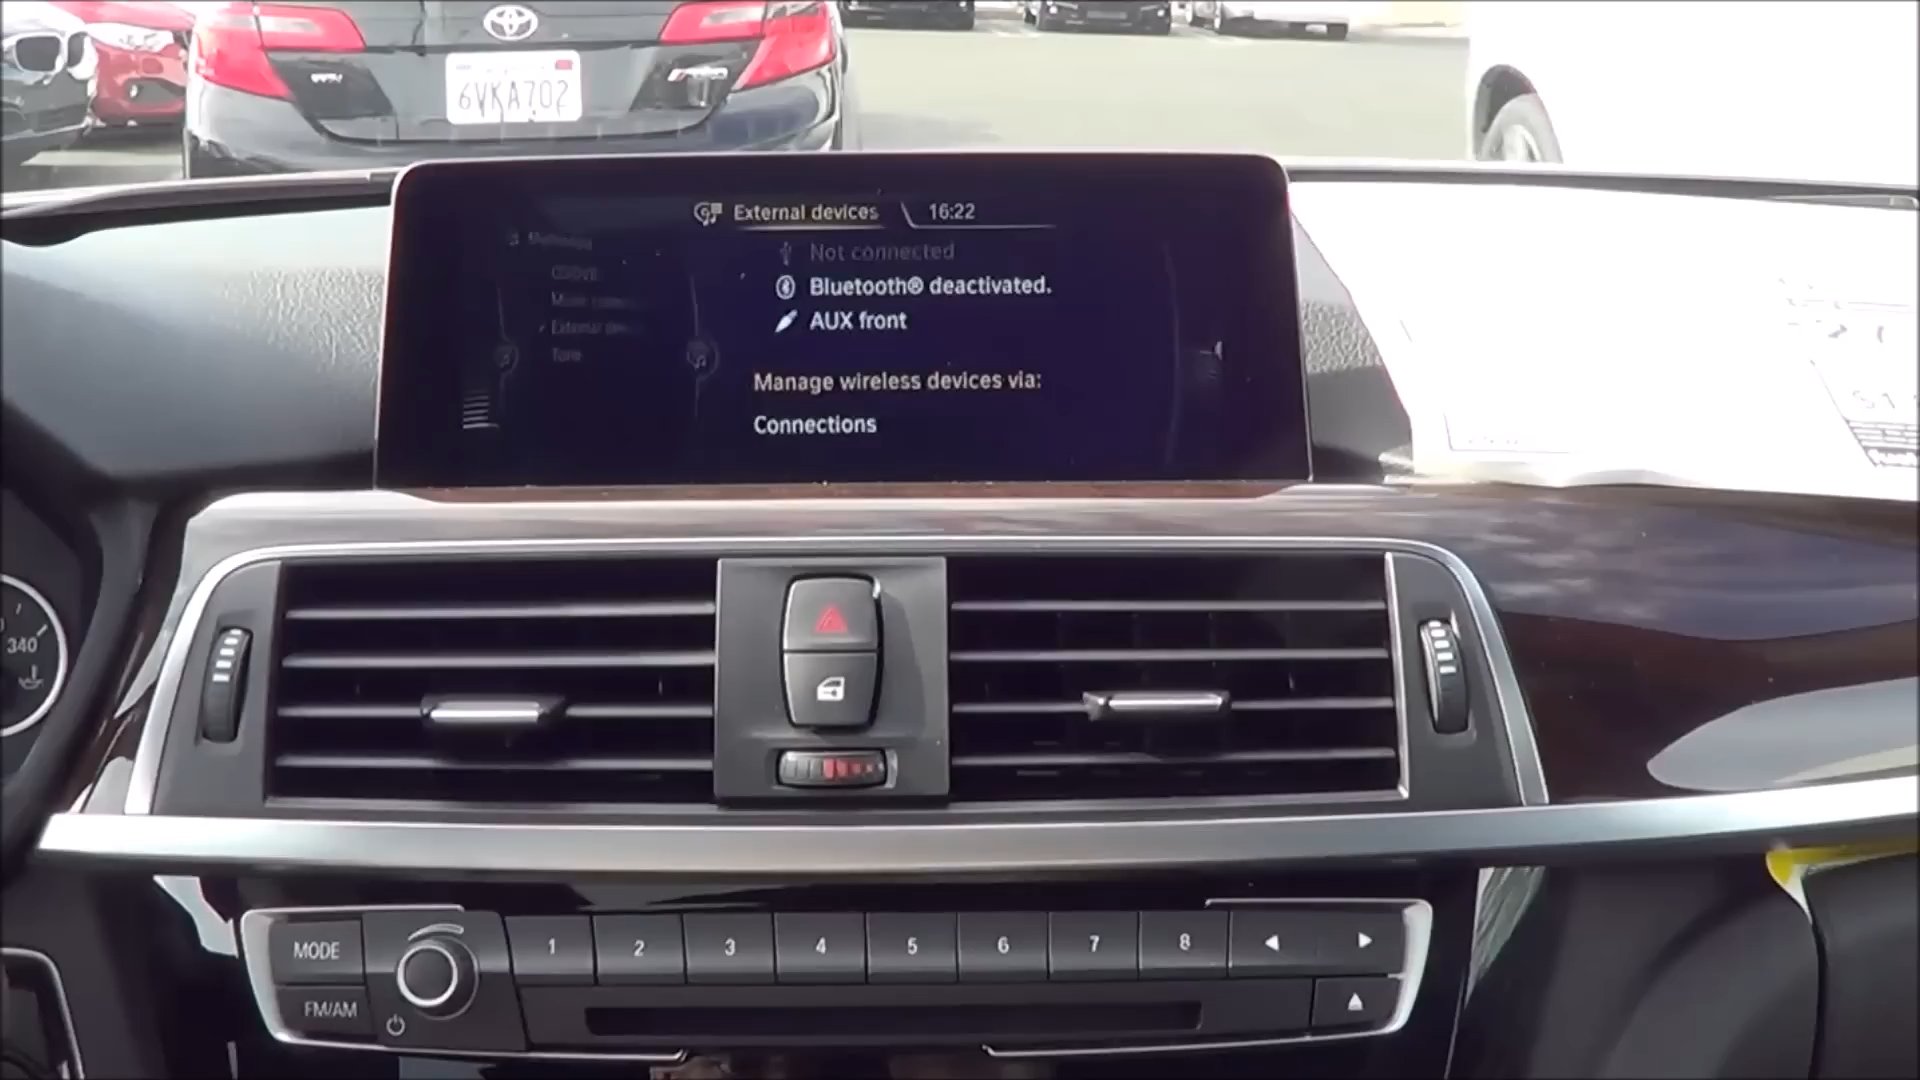 6VKA702
External devices
16:22
Not connected
Bluetooth® deactivated.
AUX front
Manage wireless devices via:
Connections
Tone
340
MODE
1 2 3 4 5 6 7 8
FM/AM